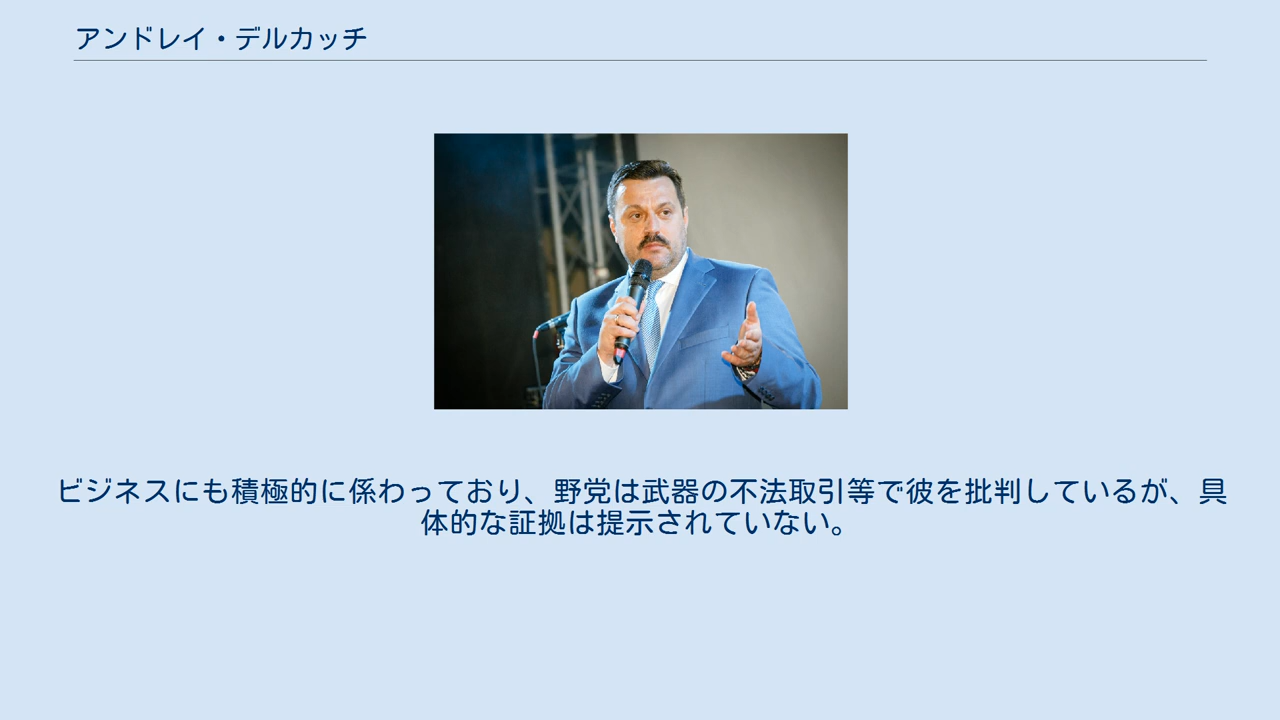 アンドレイ・デルカッチ
ビジネスにも積極的に係わっており、野党は武器の不法取引等で彼を批判しているが、具
体的な証拠は提示されていない。